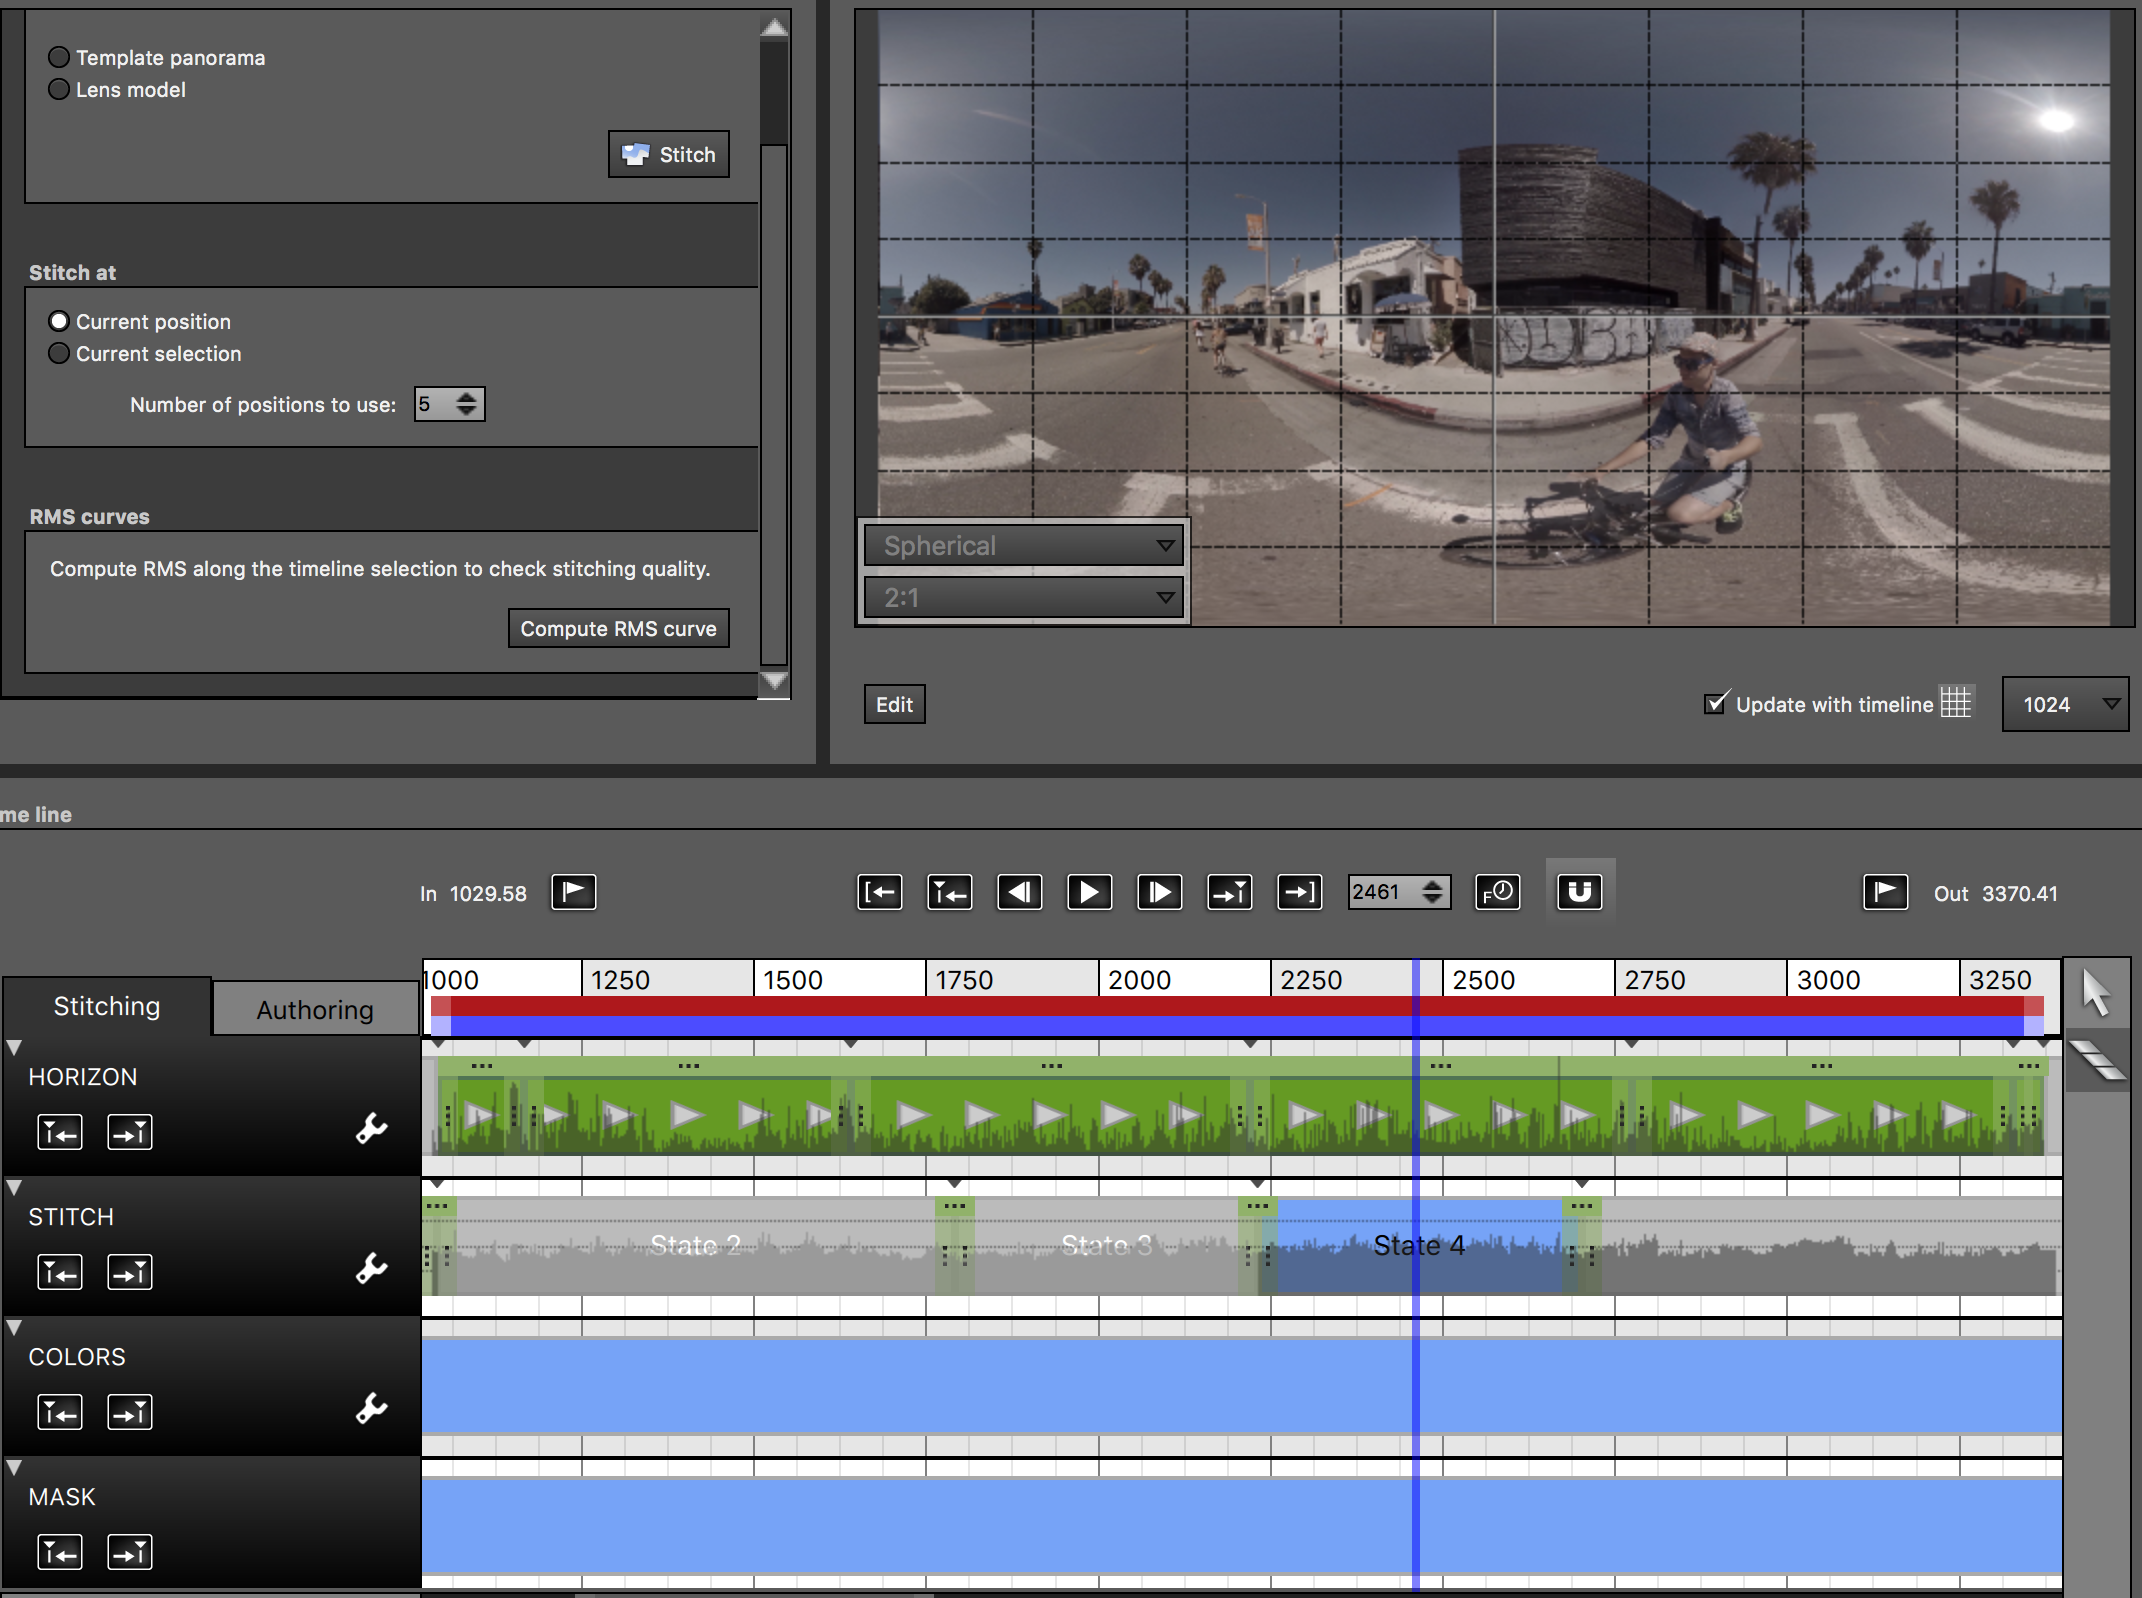 Template panorama
Lens model
Stitch
Stitch at
Current position
Current selection
Number of positions to use: 5
RMS curves
Compute RMS along the timeline selection to check stitching quality.
Compute RMS curve
Spherical
2:1
Edit
Update with timeline
1024
me line
In 1029.58
2461
F
Out 3370.41
1000 1250 1500 1750 2000 2250 2500 2750 3000 3250
Stitching
Authoring
HORIZON
STITCH
State 2
State 3
State 4
COLORS
MASK